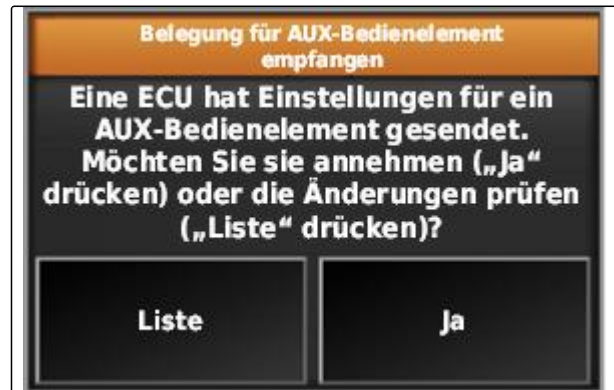 Belegung für AUX-Bedienelement
empfangen
Eine ECU hat Einstellungen für ein
AUX-Bedienelement gesendet.
Möchten Sie sie annehmen („Ja“
drücken) oder die Änderungen prüfen
(„Liste“ drücken)?
Liste
Ja